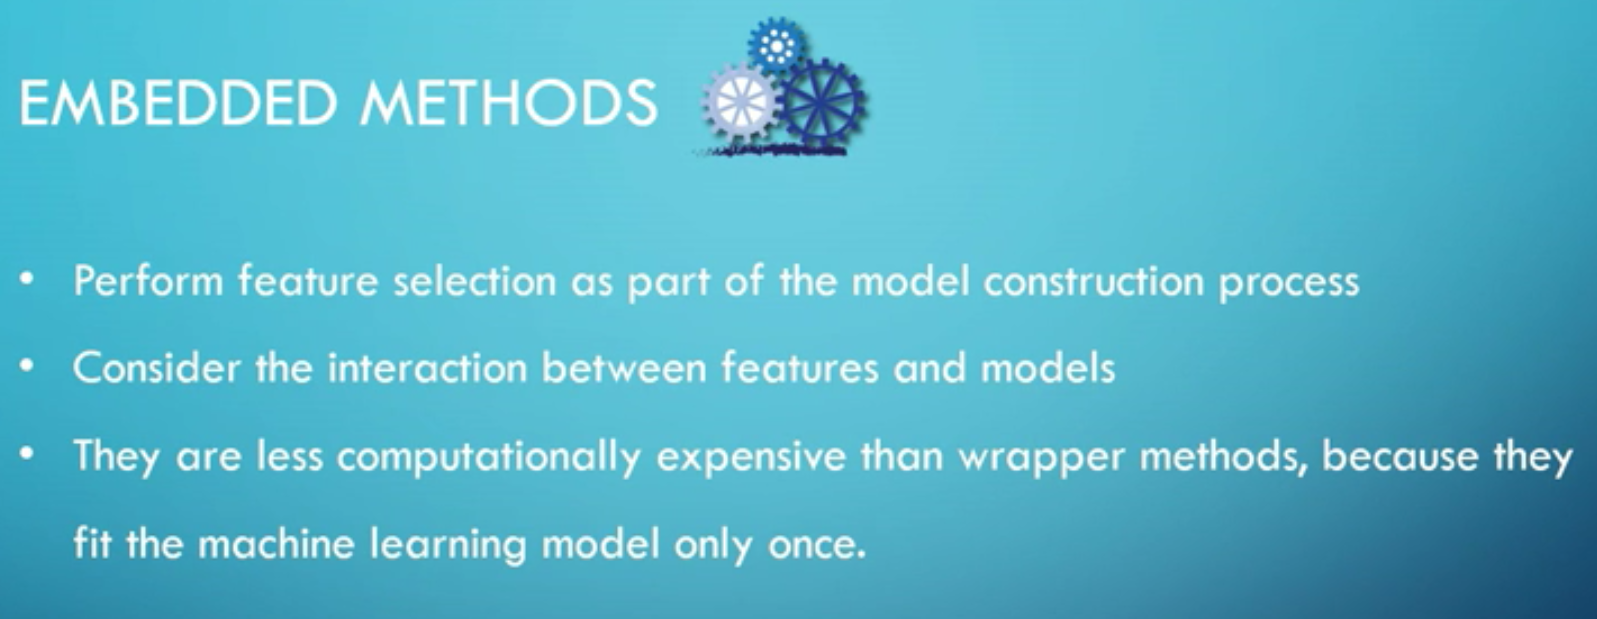 EMBEDDED METHODS
• Perform feature selection as part of the model construction process
• Consider the interaction between features and models
• They are less computationally expensive than wrapper methods, because they
fit the machine learning model only once.